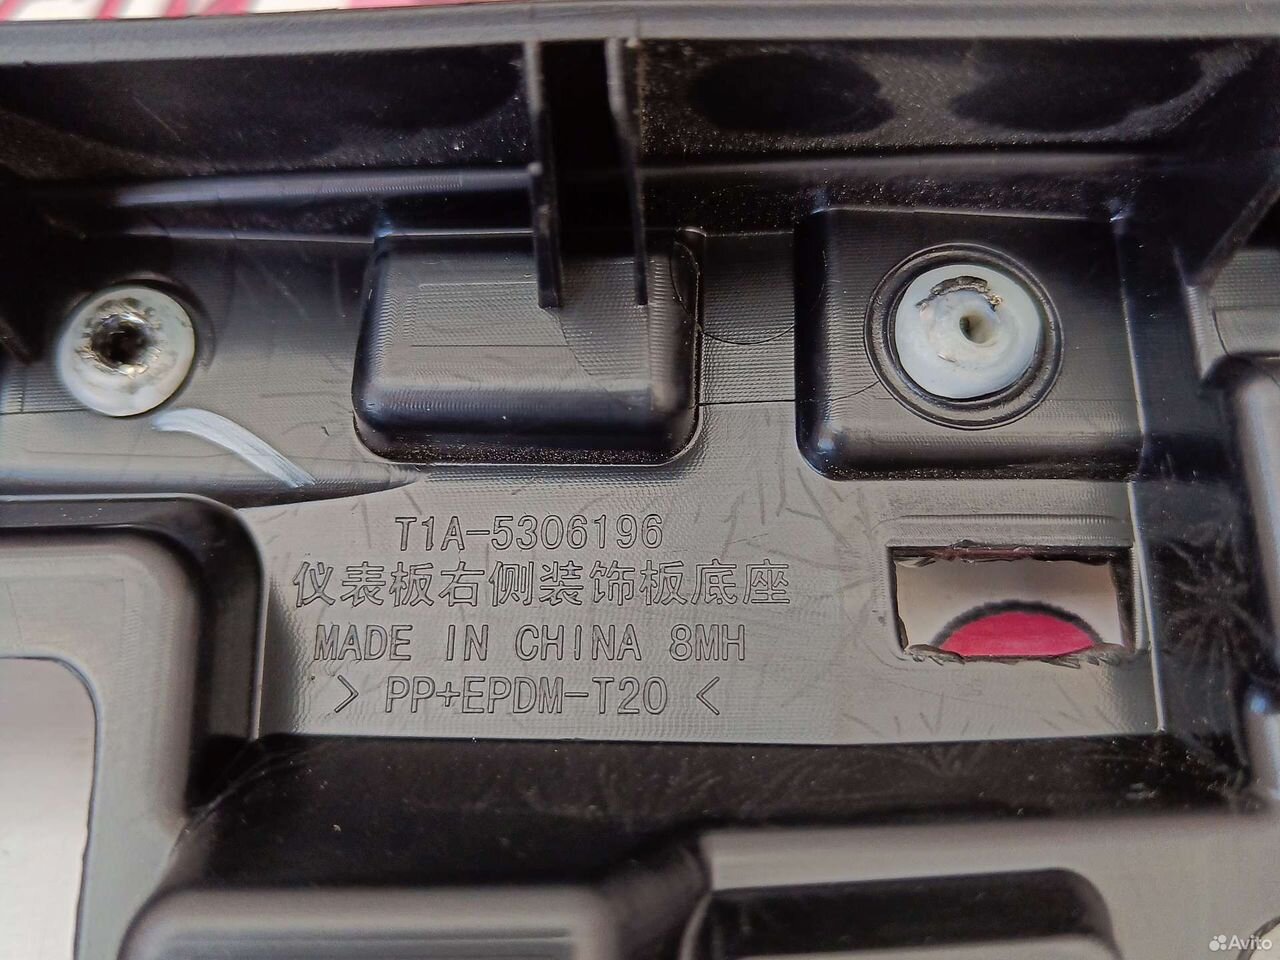 T1A-5306196
仪表板右侧装饰板底座
MADE IN CHINA 8MH
> PP+EPDM-T20 <
Avito